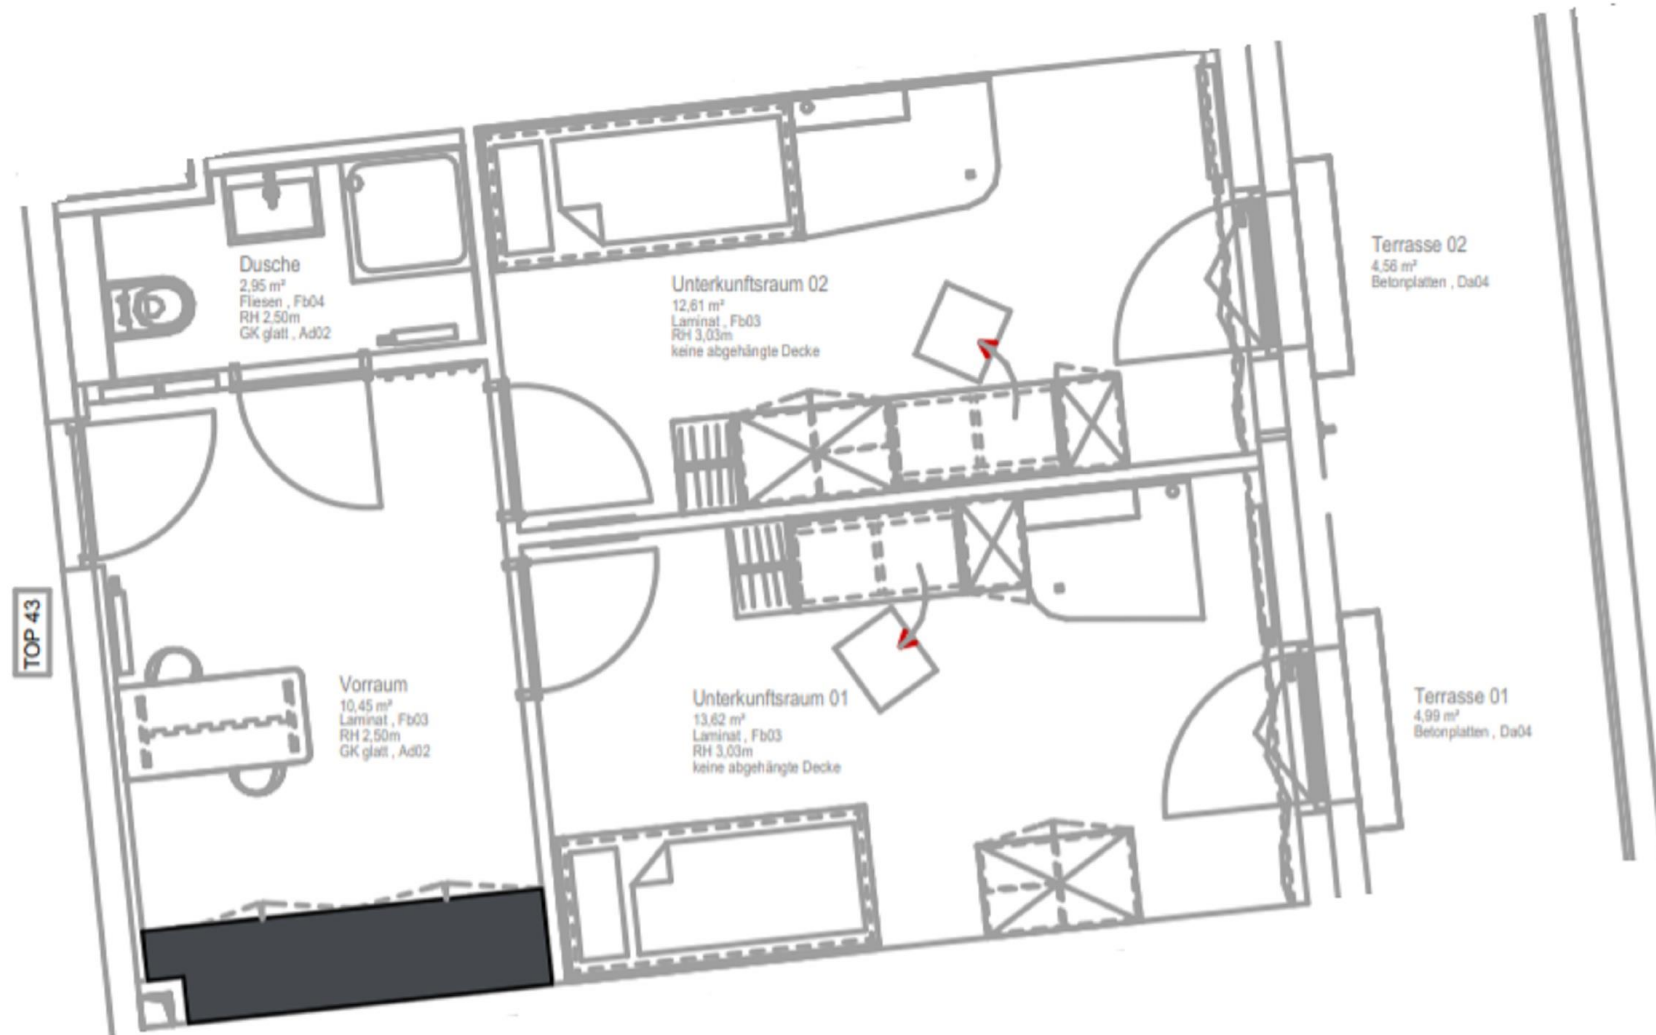 Dusche
2,95 m²
Fliesen , Fb04
RH 2,50m
GK glatt , Ad02
Unterkunftsraum 02
12,61 m²
Laminat , Fb03
RH 3,03m
keine abgehängte Decke
Terrasse 02
4,56 m²
Betonplatten , Da04
TOP 43
Vorraum
10,45 m²
Laminat , Fb03
RH 2,50m
GK glatt , Ad02
Unterkunftsraum 01
13,62 m²
Laminat , Fb03
RH 3,03m
keine abgehängte Decke
Terrasse 01
4,99 m²
Betonplatten , Da04